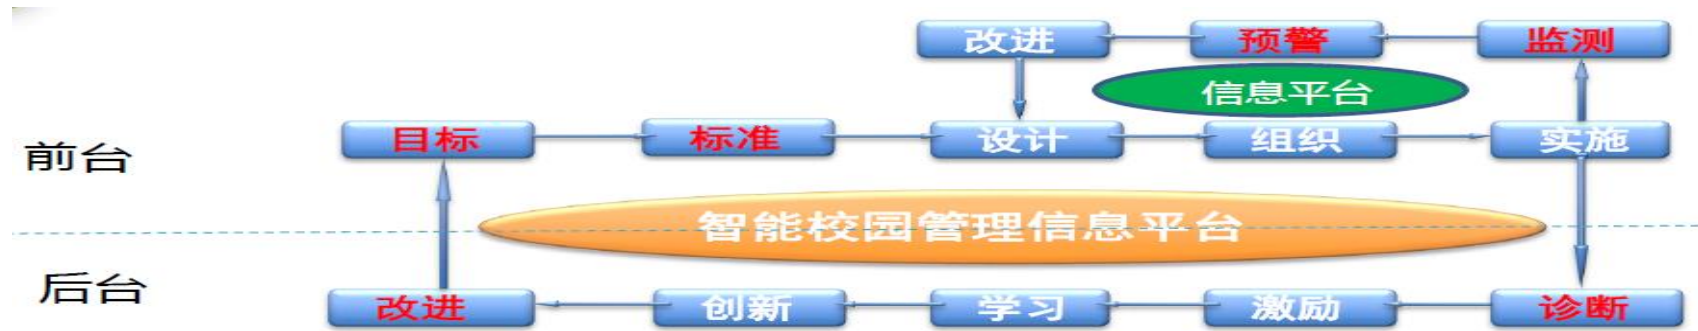 改进 预警 监测
信息平台
前台 目标 标准 设计 组织 实施
智能校园管理信息平台
后台 改进 创新 学习 激励 诊断